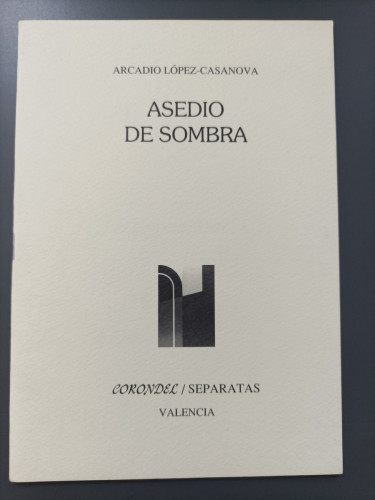 ARCADIO LÓPEZ-CASANOVA
ASEDIO
DE SOMBRA
CORONDEL / SEPARATAS
VALENCIA